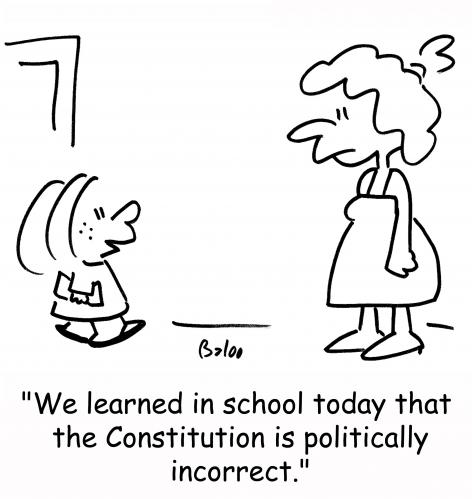 Baloo
"We learned in school today that
the Constitution is politically
incorrect."